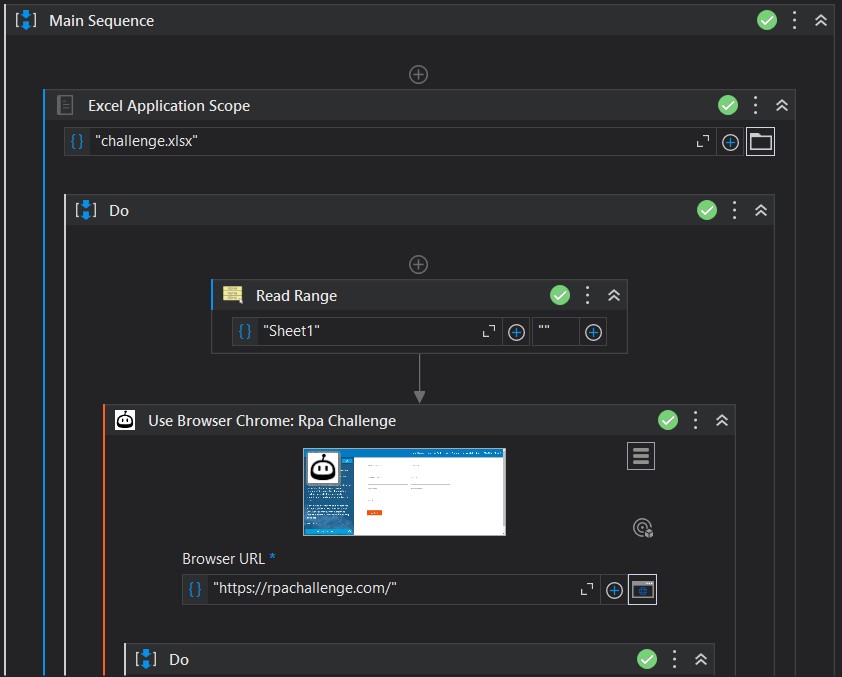 Main Sequence
Excel Application Scope
"challenge.xlsx"
Do
Read Range
"Sheet1" ""
Use Browser Chrome: Rpa Challenge
Browser URL *
"https://rpachallenge.com/"
Do